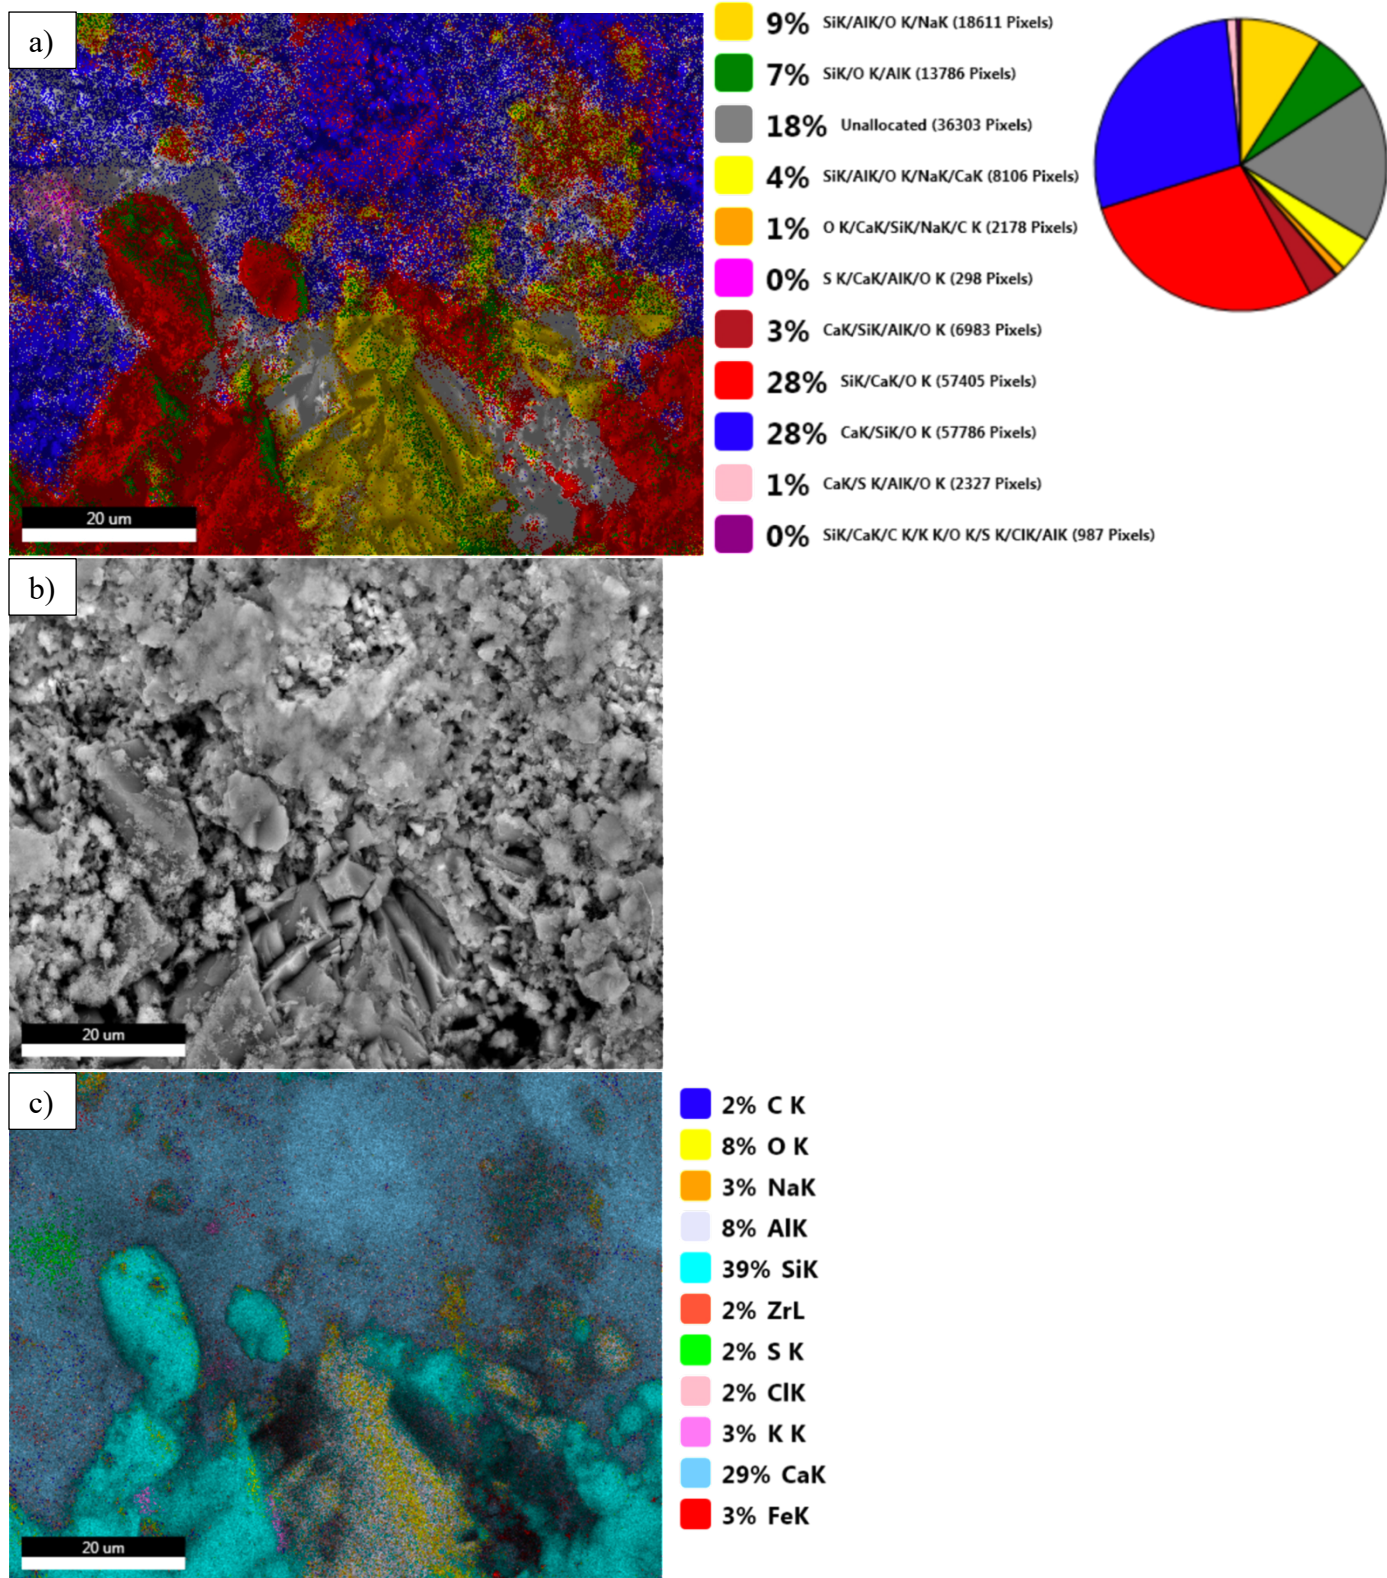 a)
20 um
9% SiK/AlK/O K/NaK (18611 Pixels)
7% SiK/O K/AlK (13786 Pixels)
18% Unallocated (36303 Pixels)
4% SiK/AlK/O K/NaK/CaK (8106 Pixels)
1% O K/CaK/SiK/NaK/C K (2178 Pixels)
0% S K/CaK/AlK/O K (298 Pixels)
3% CaK/SiK/AlK/O K (6983 Pixels)
28% SiK/CaK/O K (57405 Pixels)
28% CaK/SiK/O K (57786 Pixels)
1% CaK/S K/AlK/O K (2327 Pixels)
0% SiK/CaK/C K/K K/O K/S K/ClK/AlK (987 Pixels)
b)
20 um
c)
20 um
2% C K
8% O K
3% NaK
8% AlK
39% SiK
2% ZrL
2% S K
2% ClK
3% K K
29% CaK
3% FeK